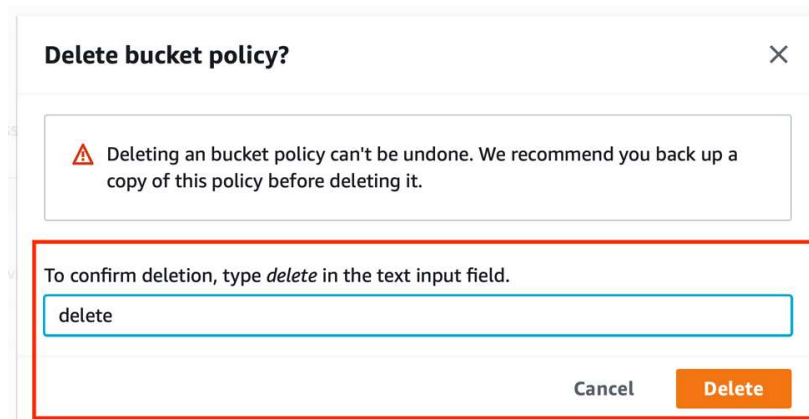 Delete bucket policy?
Deleting an bucket policy can't be undone. We recommend you back up a
copy of this policy before deleting it.
To confirm deletion, type delete in the text input field.
delete
Cancel
Delete